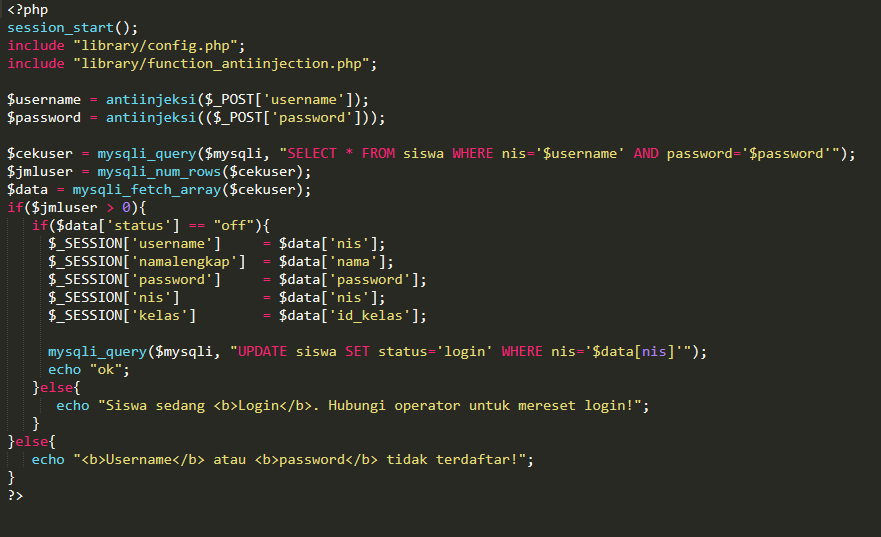 <?php
session_start();
include "library/config.php";
include "library/function_antiinjection.php";

$username = antiinjeksi($_POST['username']);
$password = antiinjeksi(($_POST['password']));

$cekuser = mysqli_query($mysqli, "SELECT * FROM siswa WHERE nis='$username' AND password='$password'");
$jmluser = mysqli_num_rows($cekuser);
$data = mysqli_fetch_array($cekuser);
if($jmluser > 0){
   if($data['status'] == "off"){
     $_SESSION['username']     = $data['nis'];
     $_SESSION['namalengkap']  = $data['nama'];
     $_SESSION['password']     = $data['password'];
     $_SESSION['nis']          = $data['nis'];
     $_SESSION['kelas']        = $data['id_kelas'];

     mysqli_query($mysqli, "UPDATE siswa SET status='login' WHERE nis='$data[nis]'");
     echo "ok";
   }else{
      echo "Siswa sedang <b>Login</b>. Hubungi operator untuk mereset login!";
   }
}else{
   echo "<b>Username</b> atau <b>password</b> tidak terdaftar!";
}
?>